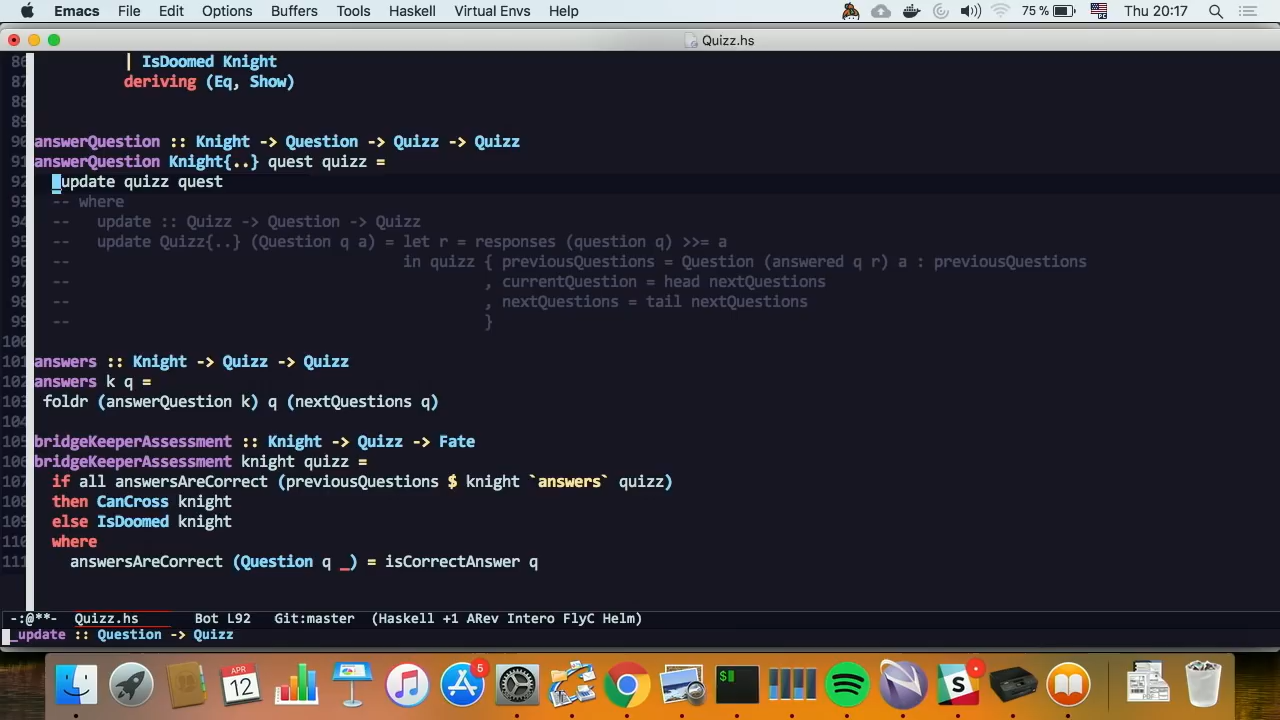 Emacs File Edit Options Buffers Tools Haskell Virtual Envs Help 75 % Thu 20:17
Quizz.hs
86 | IsDoomed Knight
87 deriving (Eq, Show)
88
89
90 answerQuestion :: Knight -> Question -> Quizz -> Quizz
91 answerQuestion Knight{..} quest quizz =
92 _update quizz quest
93 -- where
94 -- update :: Quizz -> Question -> Quizz
95 -- update Quizz{..} (Question q a) = let r = responses (question q) >>= a
96 -- in quizz { previousQuestions = Question (answered q r) a : previousQuestions
97 -- , currentQuestion = head nextQuestions
98 -- , nextQuestions = tail nextQuestions
99 -- }
100
101 answers :: Knight -> Quizz -> Quizz
102 answers k q =
103 foldr (answerQuestion k) q (nextQuestions q)
104
105 bridgeKeeperAssessment :: Knight -> Quizz -> Fate
106 bridgeKeeperAssessment knight quizz =
107 if all answersAreCorrect (previousQuestions $ knight `answers` quizz)
108 then CanCross knight
109 else IsDoomed knight
110 where
111 answersAreCorrect (Question q _) = isCorrectAnswer q
-:@**- Quizz.hs Bot L92 Git:master (Haskell +1 ARev Intero FlyC Helm)
_update :: Question -> Quizz
APR
12
5
$
S